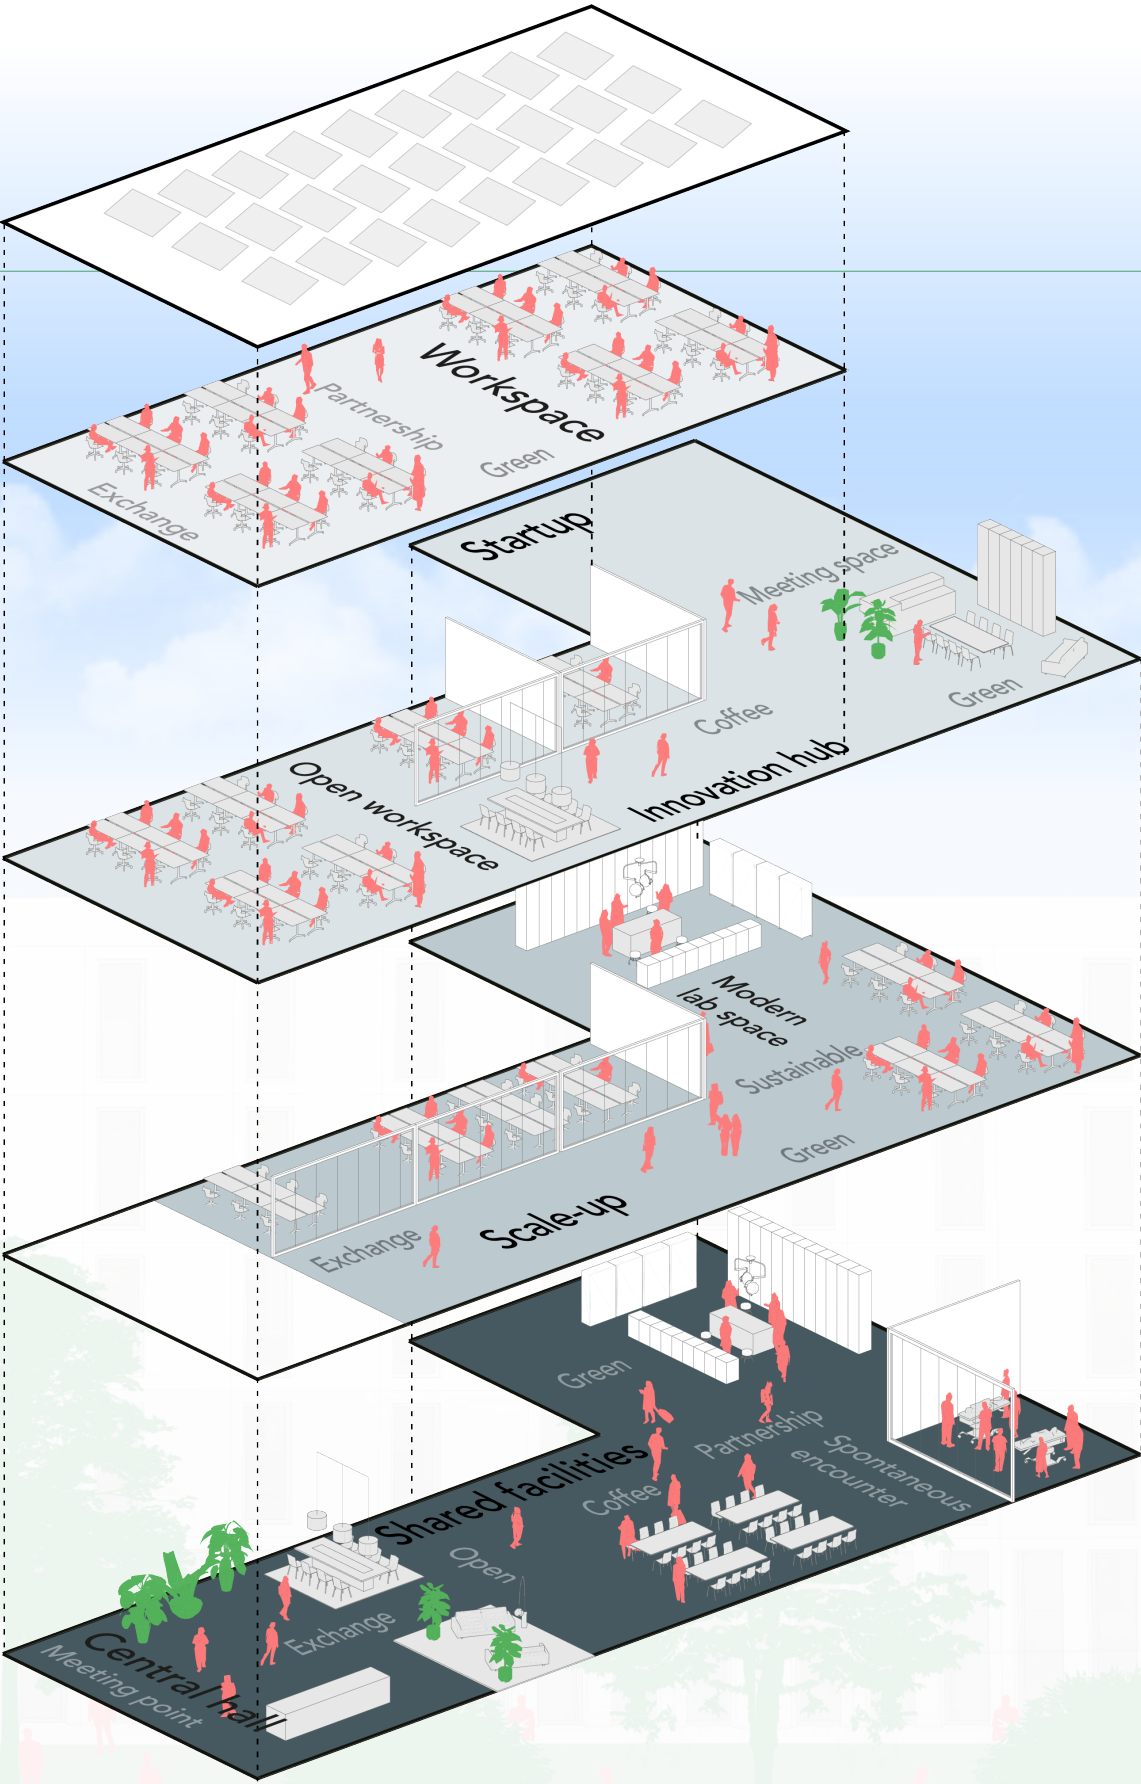 Workspace
Partnership
Green
Exchange
Startup
Meeting space
Green
Coffee
Innovation hub
Open workspace
Modern
lab space
Sustainable
Green
Scale-up
Exchange
Green
Partnership
Spontaneous
encounter
Shared facilities
Coffee
Open
Exchange
Central hall
Meeting point